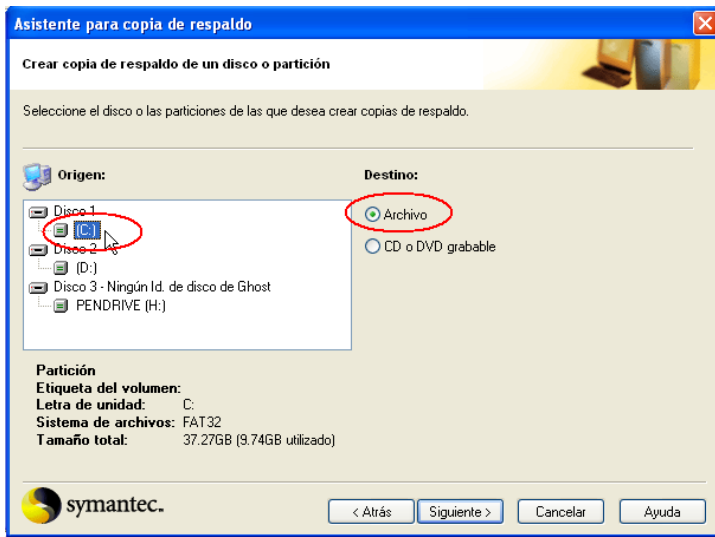 Asistente para copia de respaldo
Crear copia de respaldo de un disco o partición
Seleccione el disco o las particiones de las que desea crear copias de respaldo.
Origen:
Disco 1
(C:)
Disco 2
(D:)
Disco 3 - Ningún Id. de disco de Ghost
PENDRIVE (H:)
Destino:
Archivo
CD o DVD grabable
Partición
Etiqueta del volumen:
Letra de unidad: C:
Sistema de archivos: FAT32
Tamaño total: 37.27GB (9.74GB utilizado)
symantec.
< Atrás Siguiente > Cancelar Ayuda